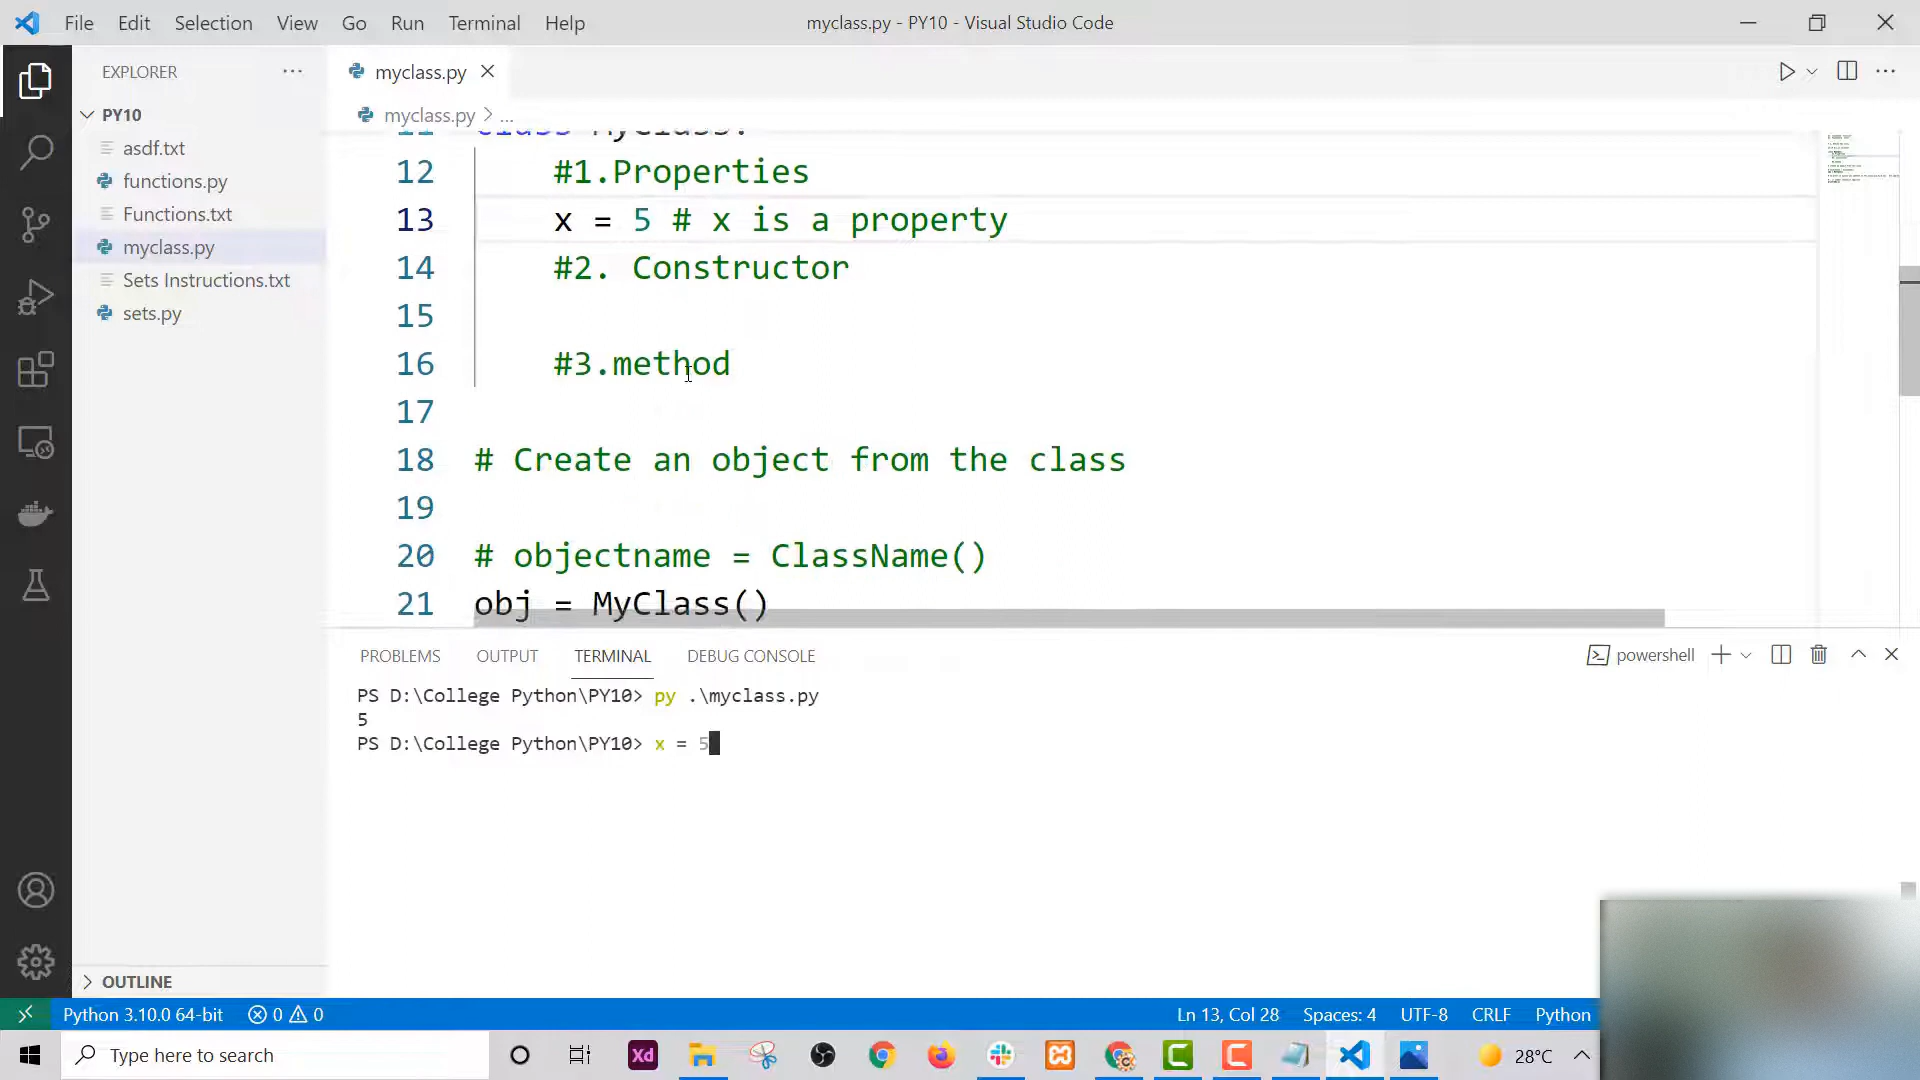 File Edit Selection View Go Run Terminal Help
myclass.py - PY10 - Visual Studio Code
EXPLORER
PY10
asdf.txt
functions.py
Functions.txt
myclass.py
Sets Instructions.txt
sets.py
OUTLINE
myclass.py
myclass.py > ...
11 class MyClass:
12 #1.Properties
13 x = 5 # x is a property
14 #2. Constructor
15
16 #3.method
17
18 # Create an object from the class
19
20 # objectname = ClassName()
21 obj = MyClass()
PROBLEMS OUTPUT TERMINAL DEBUG CONSOLE
powershell
PS D:\College Python\PY10> py .\myclass.py
5
PS D:\College Python\PY10> x = 5
Python 3.10.0 64-bit 0 0
Ln 13, Col 28 Spaces: 4 UTF-8 CRLF Python
Type here to search
Xd
28°C